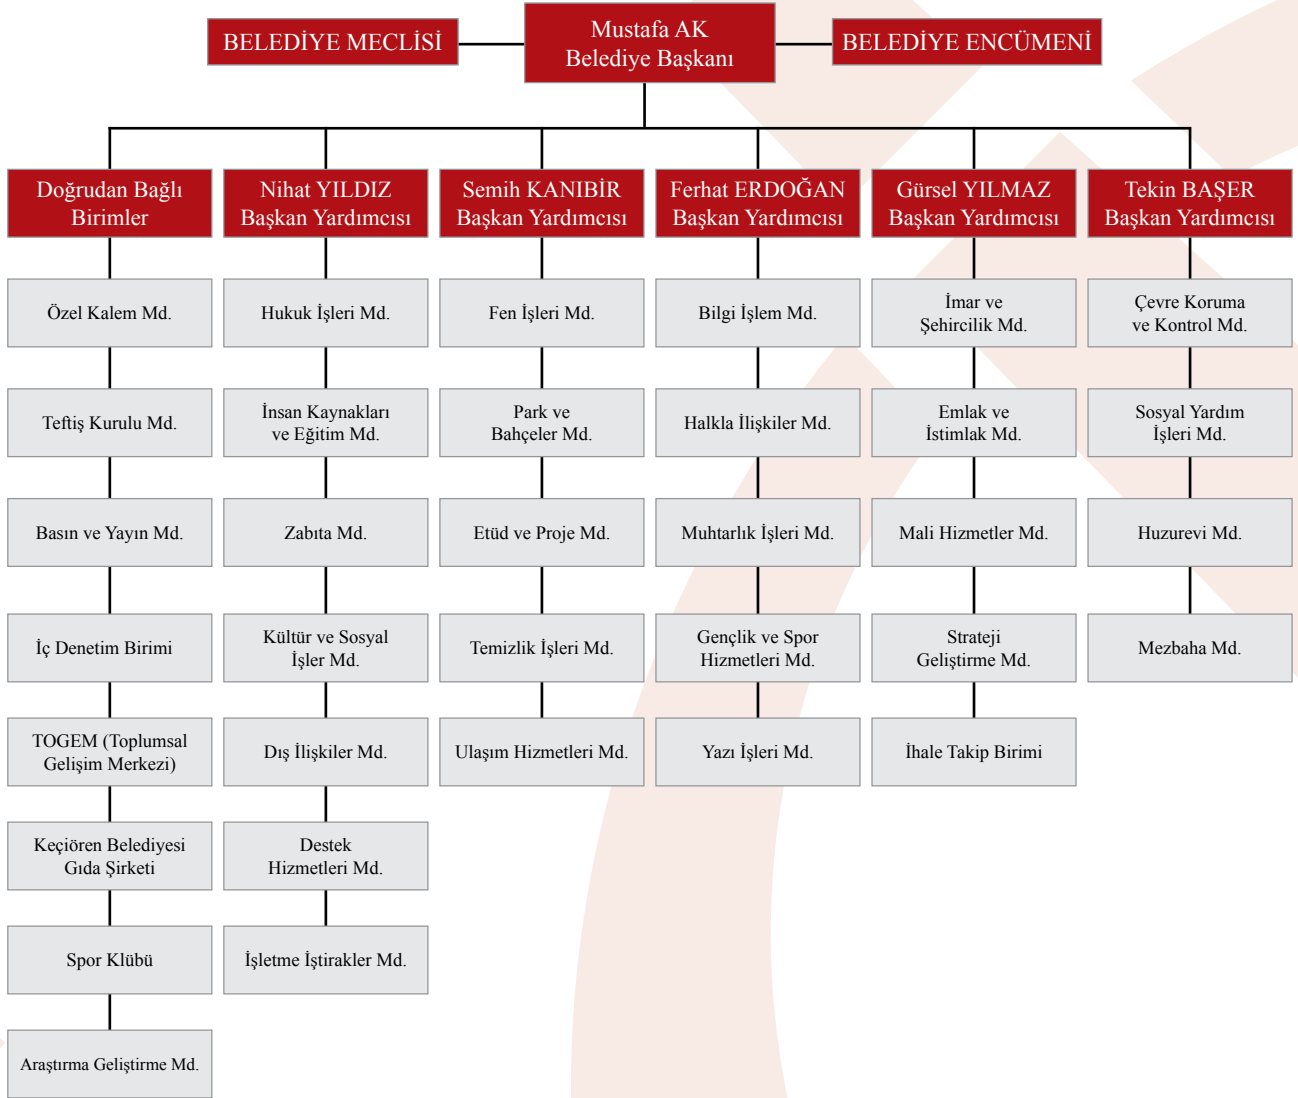 BELEDİYE MECLİSİ
Mustafa AK
Belediye Başkanı
BELEDİYE ENCÜMENİ
Doğrudan Bağlı
Birimler
Özel Kalem Md.
Teftiş Kurulu Md.
Basın ve Yayın Md.
İç Denetim Birimi
TOGEM (Toplumsal
Gelişim Merkezi)
Keçiören Belediyesi
Gıda Şirketi
Spor Klübü
Araştırma Geliştirme Md.
Nihat YILDIZ
Başkan Yardımcısı
Hukuk İşleri Md.
İnsan Kaynakları
ve Eğitim Md.
Zabıta Md.
Kültür ve Sosyal
İşler Md.
Dış İlişkiler Md.
Destek
Hizmetleri Md.
İşletme İştirakler Md.
Semih KANIBİR
Başkan Yardımcısı
Fen İşleri Md.
Park ve
Bahçeler Md.
Etüd ve Proje Md.
Temizlik İşleri Md.
Ulaşım Hizmetleri Md.
Ferhat ERDOĞAN
Başkan Yardımcısı
Bilgi İşlem Md.
Halkla İlişkiler Md.
Muhtarlık İşleri Md.
Gençlik ve Spor
Hizmetleri Md.
Yazı İşleri Md.
Gürsel YILMAZ
Başkan Yardımcısı
İmar ve
Şehircilik Md.
Emlak ve
İstimlak Md.
Mali Hizmetler Md.
Strateji
Geliştirme Md.
İhale Takip Birimi
Tekin BAŞER
Başkan Yardımcısı
Çevre Koruma
ve Kontrol Md.
Sosyal Yardım
İşleri Md.
Huzurevi Md.
Mezbaha Md.